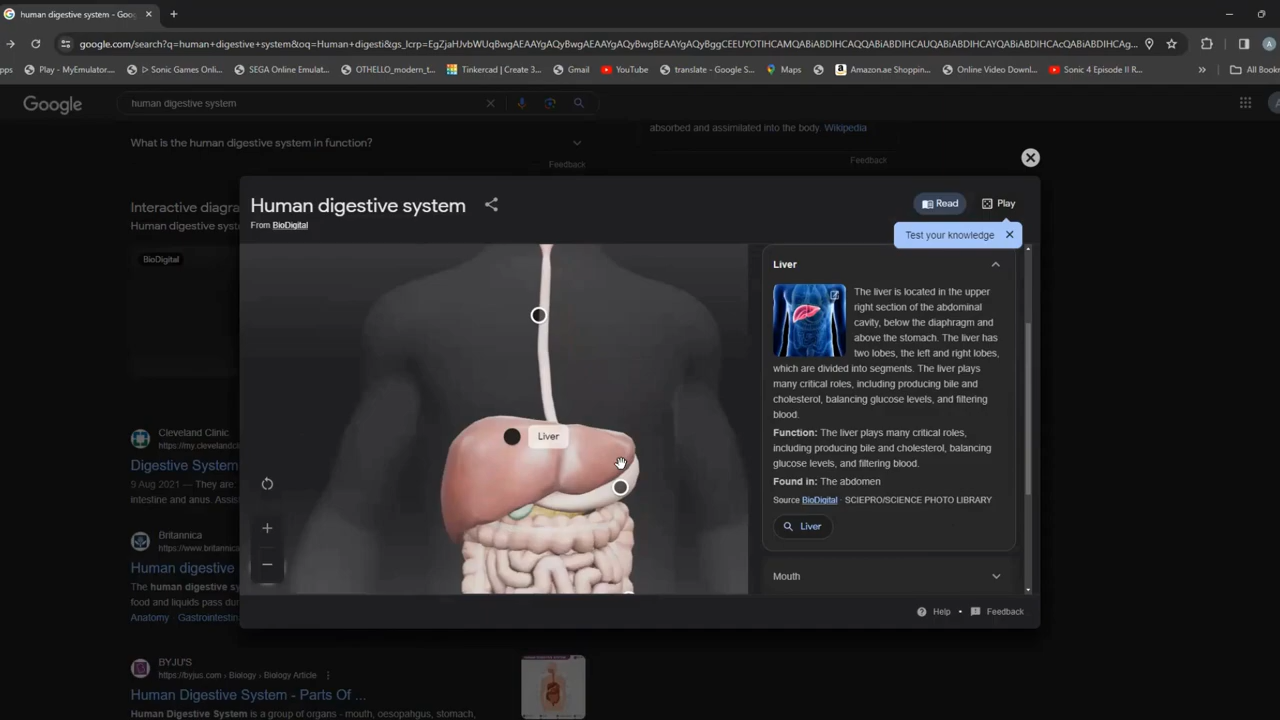 human digestive system - Goo
google.com/search?q=human+digestive+system&oq=Human+digesti&gs_lcrp=
pps
Play - MyEmulator....
Sonic Games Onli...
SEGA Online Emulat...
OTHELLO_modern_t...
Tinkercad | Create 3...
Gmail
YouTube
translate - Google S...
Maps
Amazon.ae Shoppin...
Online Video Downl...
Sonic 4 Episode II R...
»
All Book
Google
human digestive system
absorbed and assimilated into the body. Wikipedia
What is the human digestive system in function?
Feedback
Feedback
Interactive diagra
Human digestive syst
BioDigital
Human digestive system
From BioDigital
Read
Play
Test your knowledge
Liver
The liver is located in the upper
right section of the abdominal
cavity, below the diaphragm and
above the stomach. The liver has
two lobes, the left and right lobes,
which are divided into segments. The liver plays
many critical roles, including producing bile and
cholesterol, balancing glucose levels, and filtering
blood.
Function: The liver plays many critical roles,
including producing bile and cholesterol, balancing
glucose levels, and filtering blood.
Found in: The abdomen
Source BioDigital · SCIEPRO/SCIENCE PHOTO LIBRARY
Liver
Mouth
Liver
Help • Feedback
Cleveland Clinic
https://my.clevelandcl
Digestive System
9 Aug 2021 — They are:
intestine and anus. Associat
Britannica
https://www.britannica
Human digestive
The human digestive sy
food and liquids pass du
Anatomy · Gastrointestin
BYJU'S
https://byjus.com › Biology › Biology Article
Human Digestive System - Parts Of ...
Human Digestive System is a group of organs - mouth, oesophagus, stomach,